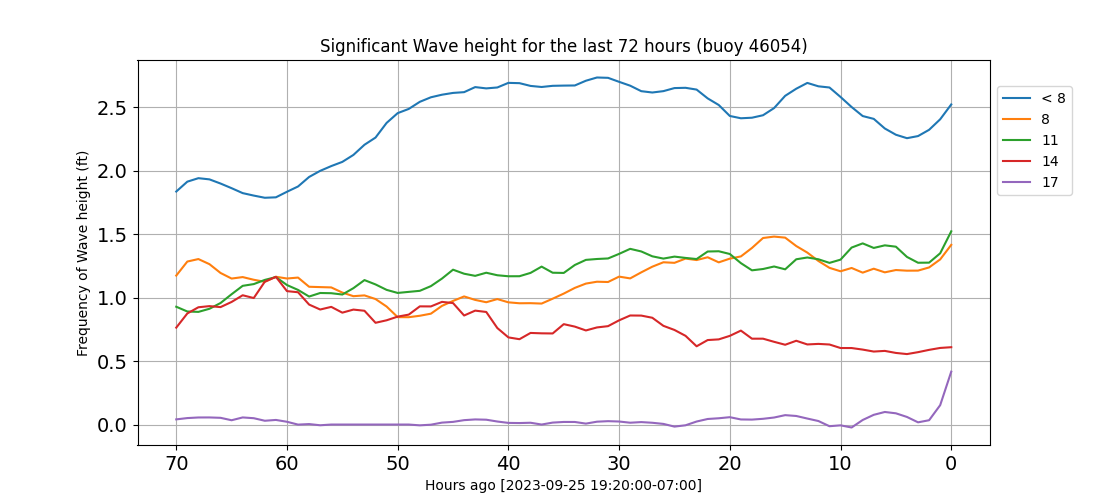 Significant Wave height for the last 72 hours (buoy 46054)
Frequency of Wave height (ft)
2.5
2.0
1.5
1.0
0.5
0.0
70 60 50 40 30 20 10 0
Hours ago [2023-09-25 19:20:00-07:00]
< 8
8
11
14
17